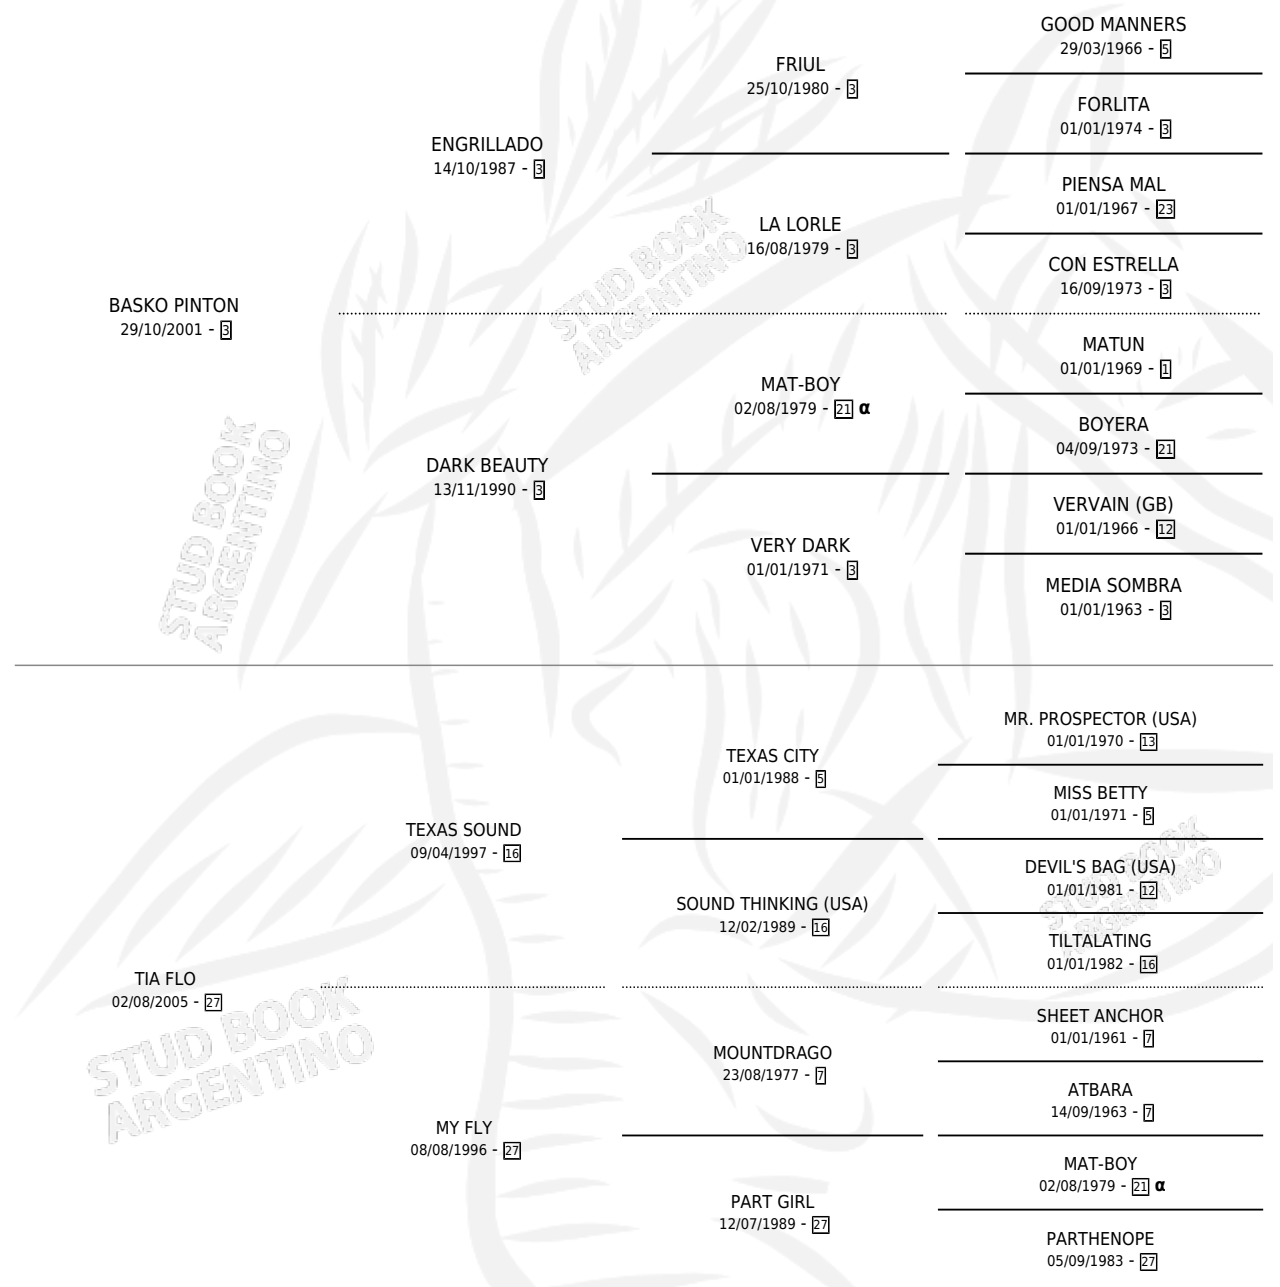 GOOD MANNERS
29/03/1966 - 5
FRIUL
25/10/1980 - 3
FORLITA
01/01/1974 - 3
ENGRILLADO
14/10/1987 - 3
PIENSA MAL
01/01/1967 - 23
LA LORLE
16/08/1979 - 3
CON ESTRELLA
16/09/1973 - 3
BASKO PINTON
29/10/2001 - 3
MATUN
01/01/1969 - 1
MAT-BOY
02/08/1979 - 21 α
BOYERA
04/09/1973 - 21
DARK BEAUTY
13/11/1990 - 3
VERVAIN (GB)
01/01/1966 - 12
VERY DARK
01/01/1971 - 3
MEDIA SOMBRA
01/01/1963 - 3
MR. PROSPECTOR (USA)
01/01/1970 - 13
TEXAS CITY
01/01/1988 - 5
MISS BETTY
01/01/1971 - 5
TEXAS SOUND
09/04/1997 - 16
DEVIL'S BAG (USA)
01/01/1981 - 12
SOUND THINKING (USA)
12/02/1989 - 16
TILTALATING
01/01/1982 - 16
TIA FLO
02/08/2005 - 27
SHEET ANCHOR
01/01/1961 - 7
MOUNTDRAGO
23/08/1977 - 7
ATBARA
14/09/1963 - 7
MY FLY
08/08/1996 - 27
MAT-BOY
02/08/1979 - 21 α
PART GIRL
12/07/1989 - 27
PARTHENOPE
05/09/1983 - 27
STUD BOOK
ARGENTINO
STUD BOOK
ARGENTINO
STUD BOOK
ARGENTINO
STUD BOOK
ARGENTINO